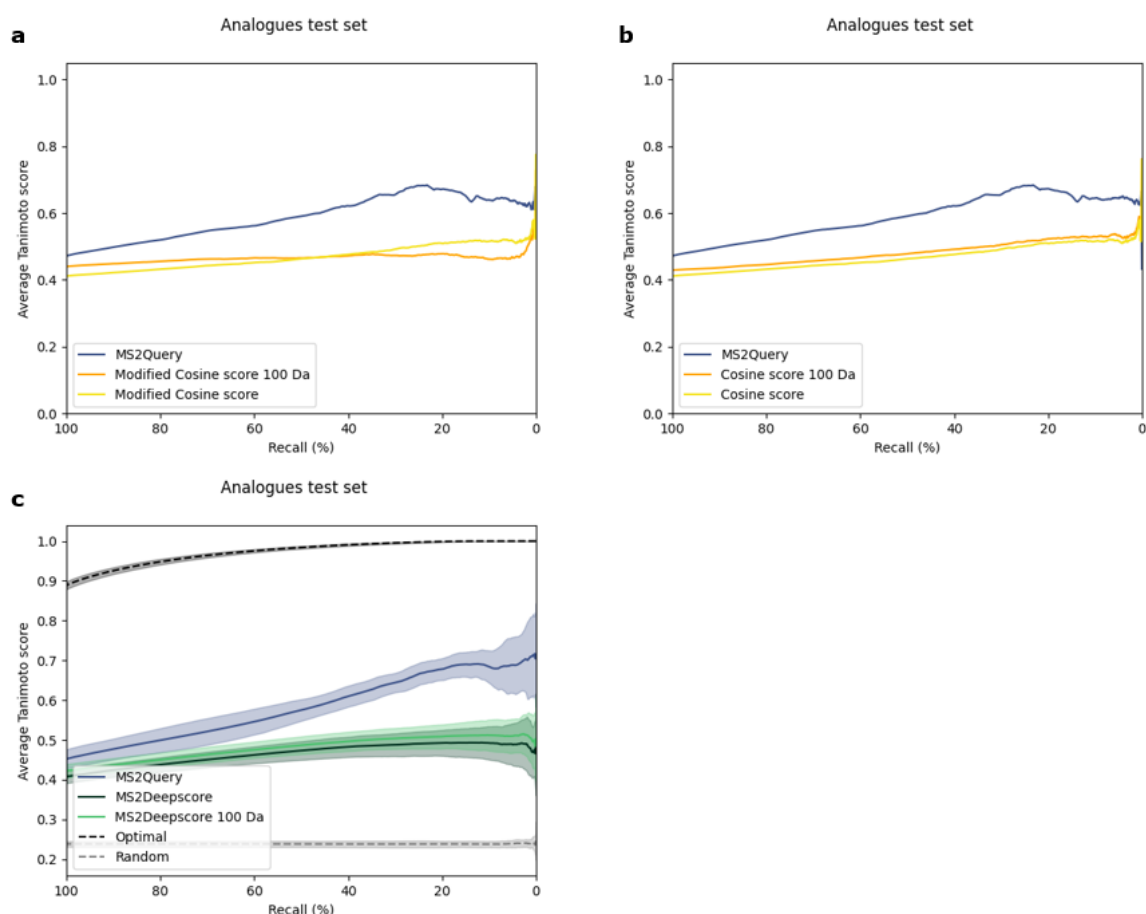 a
Analogues test set
Average Tanimoto score
1.0
0.8
0.6
0.4
0.2
0.0
MS2Query
Modified Cosine score 100 Da
Modified Cosine score
100
80
60
40
20
0
Recall (%)
b
Analogues test set
Average Tanimoto score
1.0
0.8
0.6
0.4
0.2
0.0
MS2Query
Cosine score 100 Da
Cosine score
100
80
60
40
20
0
Recall (%)
c
Analogues test set
Average Tanimoto score
1.0
0.9
0.8
0.7
0.6
0.5
0.4
0.3
0.2
MS2Query
MS2Deepscore
MS2Deepscore 100 Da
Optimal
Random
100
80
60
40
20
0
Recall (%)